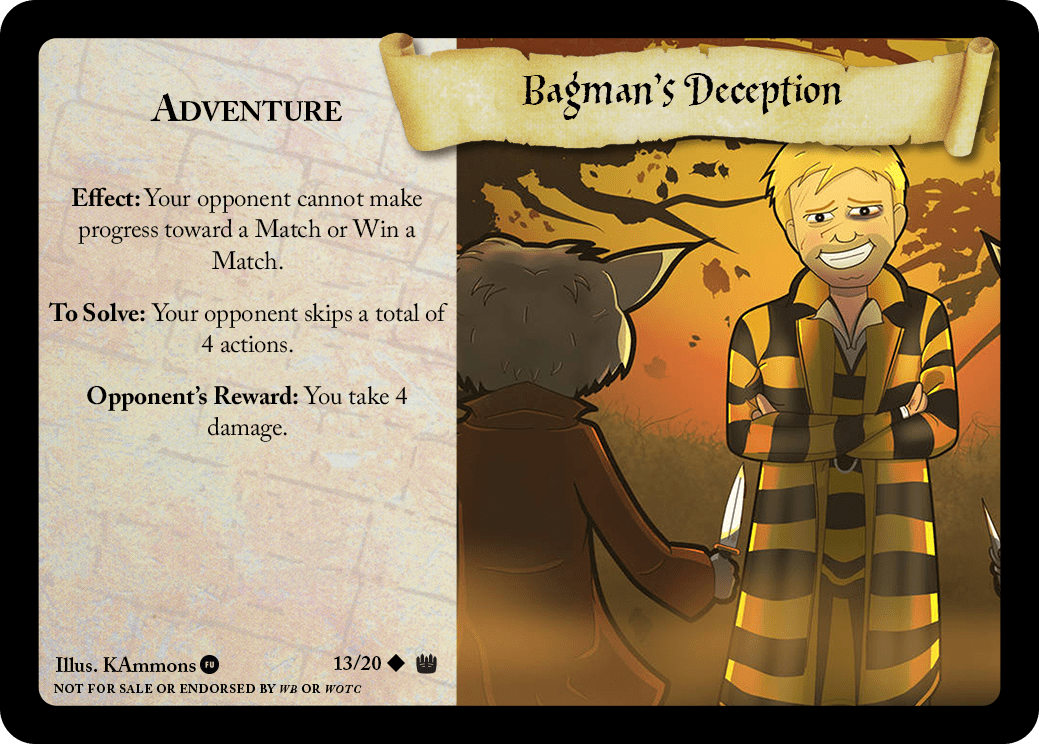 Bagman's Deception
Adventure
Effect: Your opponent cannot make
progress toward a Match or Win a
Match.
To Solve: Your opponent skips a total of
4 actions.
Opponent's Reward: You take 4
damage.
Illus. KAmmons FU 13/20
NOT FOR SALE OR ENDORSED BY WB OR WOTC